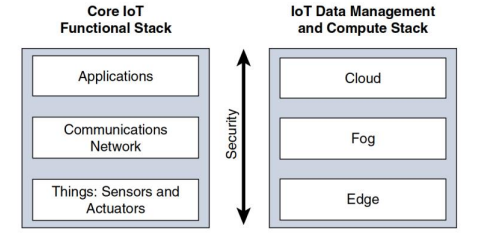 Core IoT
Functional Stack
Applications
Communications
Network
Things: Sensors and
Actuators
Security
IoT Data Management
and Compute Stack
Cloud
Fog
Edge